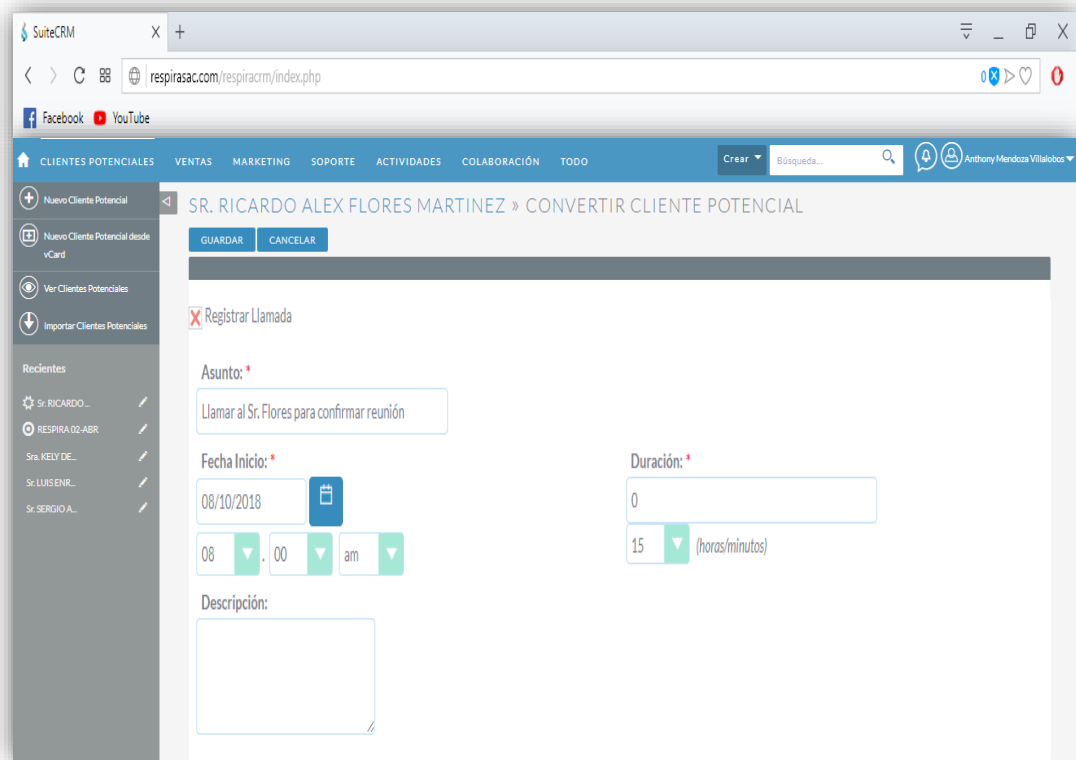 SuiteCRM
respirasac.com/respiracrm/index.php
0
Facebook YouTube
CLIENTES POTENCIALES VENTAS MARKETING SOPORTE ACTIVIDADES COLABORACIÓN TODO Crear Búsqueda... Anthony Mendoza Villalobos
Nuevo Cliente Potencial
Nuevo Cliente Potencial desde
vCard
Ver Clientes Potenciales
Importar Clientes Potenciales
Recientes
Sr. RICARDO ...
RESPIRA 02-ABR
Sra. KELY DE...
Sr. LUIS ENR...
Sr. SERGIO A...
SR. RICARDO ALEX FLORES MARTINEZ » CONVERTIR CLIENTE POTENCIAL
GUARDAR CANCELAR
Registrar Llamada
Asunto: *
Llamar al Sr. Flores para confirmar reunión
Fecha Inicio: * Duración: *
08/10/2018 0
08 . 00 am 15 (horas/minutos)
Descripción: